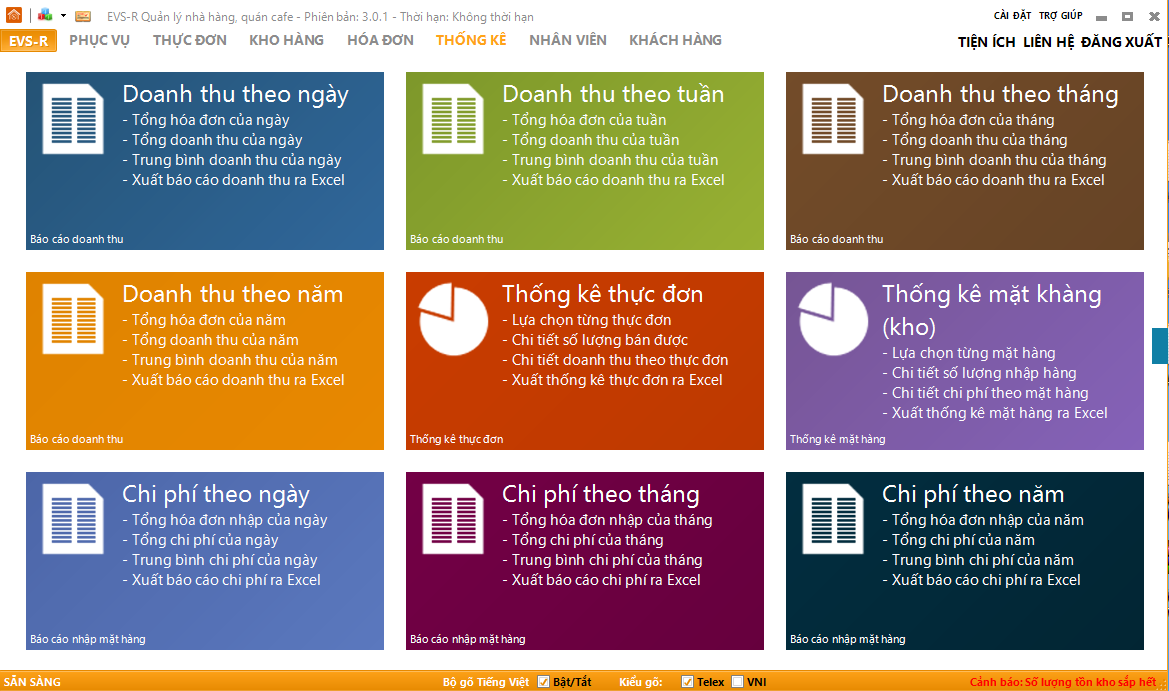 EVS-R Quản lý nhà hàng, quán cafe - Phiên bản: 3.0.1 - Thời hạn: Không thời hạn
CÀI ĐẶT TRỢ GIÚP
EVS-R PHỤC VỤ THỰC ĐƠN KHO HÀNG HÓA ĐƠN THỐNG KÊ NHÂN VIÊN KHÁCH HÀNG
TIỆN ÍCH LIÊN HỆ ĐĂNG XUẤT
Doanh thu theo ngày
- Tổng hóa đơn của ngày
- Tổng doanh thu của ngày
- Trung bình doanh thu của ngày
- Xuất báo cáo doanh thu ra Excel
Báo cáo doanh thu
Doanh thu theo tuần
- Tổng hóa đơn của tuần
- Tổng doanh thu của tuần
- Trung bình doanh thu của tuần
- Xuất báo cáo doanh thu ra Excel
Báo cáo doanh thu
Doanh thu theo tháng
- Tổng hóa đơn của tháng
- Tổng doanh thu của tháng
- Trung bình doanh thu của tháng
- Xuất báo cáo doanh thu ra Excel
Báo cáo doanh thu
Doanh thu theo năm
- Tổng hóa đơn của năm
- Tổng doanh thu của năm
- Trung bình doanh thu của năm
- Xuất báo cáo doanh thu ra Excel
Báo cáo doanh thu
Thống kê thực đơn
- Lựa chọn từng thực đơn
- Chi tiết số lượng bán được
- Chi tiết doanh thu theo thực đơn
- Xuất thống kê thực đơn ra Excel
Thống kê thực đơn
Thống kê mặt khàng
(kho)
- Lựa chọn từng mặt hàng
- Chi tiết số lượng nhập hàng
- Chi tiết chi phí theo mặt hàng
- Xuất thống kê mặt hàng ra Excel
Thống kê mặt hàng
Chi phí theo ngày
- Tổng hóa đơn nhập của ngày
- Tổng chi phí của ngày
- Trung bình chi phí của ngày
- Xuất báo cáo chi phí ra Excel
Báo cáo nhập mặt hàng
Chi phí theo tháng
- Tổng hóa đơn nhập của tháng
- Tổng chi phí của tháng
- Trung bình chi phí của tháng
- Xuất báo cáo chi phí ra Excel
Báo cáo nhập mặt hàng
Chi phí theo năm
- Tổng hóa đơn nhập của năm
- Tổng chi phí của năm
- Trung bình chi phí của năm
- Xuất báo cáo chi phí ra Excel
Báo cáo nhập mặt hàng
SẴN SÀNG Bộ gõ Tiếng Việt Bật/Tắt Kiểu gõ: Telex VNI Cảnh báo: Số lượng tồn kho sắp hết